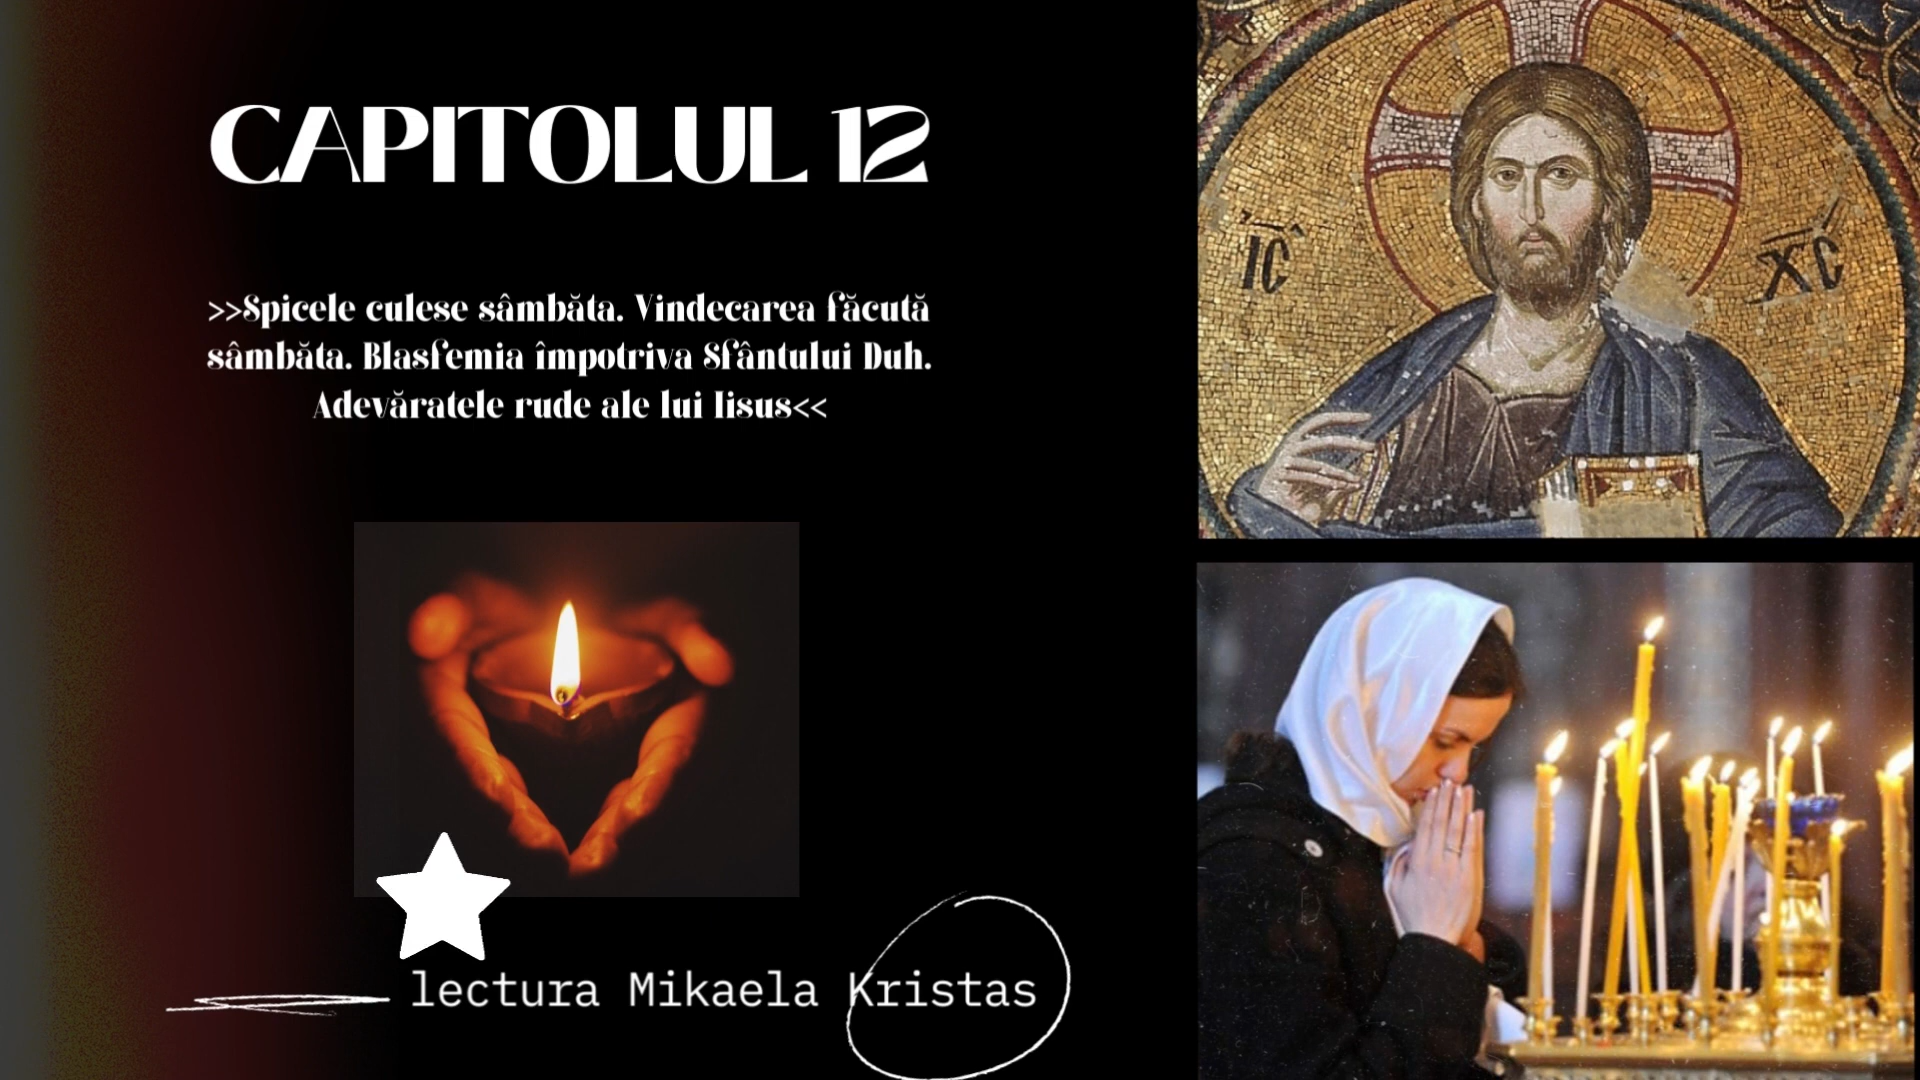 CAPITOLUL 12
>>Spicele culese sâmbăta. Vindecarea făcută
sâmbăta. Blasfemia împotriva Sfântului Duh.
Adevăratele rude ale lui Iisus<<
lectura Mikaela Kristas
IC XC